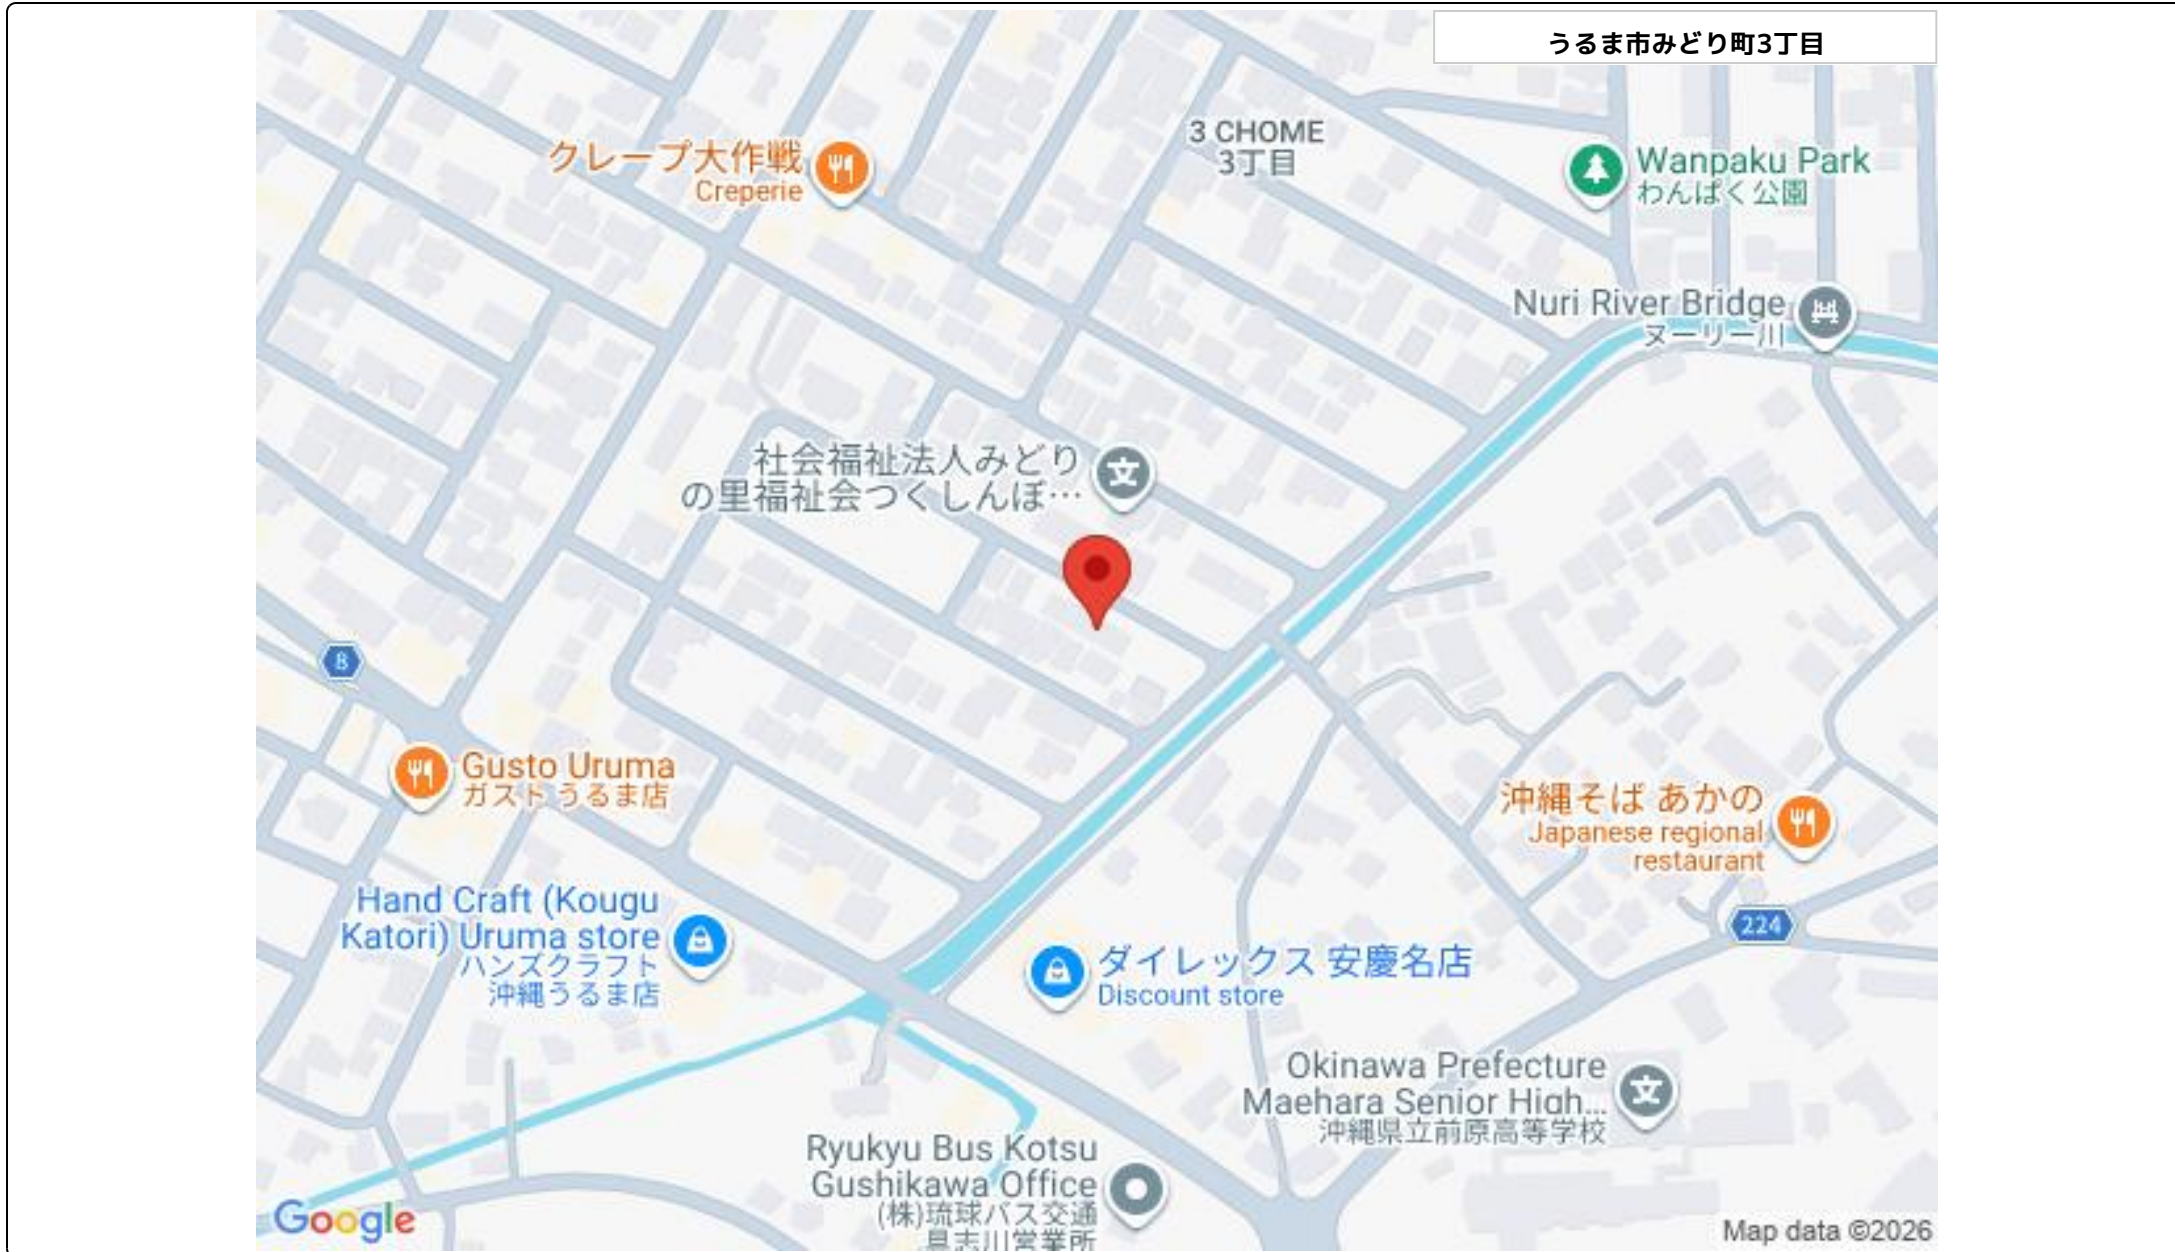 うるま市みどり町3丁目
3 CHOME
3丁目
クレープ大作戦
Creperie
Wanpaku Park
わんぱく公園
Nuri River Bridge
ヌーリー川
社会福祉法人みどり
の里福祉会つくしんぼ…
8
Gusto Uruma
ガスト うるま店
沖縄そば あかの
Japanese regional
restaurant
Hand Craft (Kougu
Katori) Uruma store
ハンズクラフト
沖縄うるま店
224
ダイレックス 安慶名店
Discount store
Okinawa Prefecture
Maehara Senior High...
沖縄県立前原高等学校
Ryukyu Bus Kotsu
Gushikawa Office
(株)琉球バス交通
具志川営業所
Google
Map data ©2026